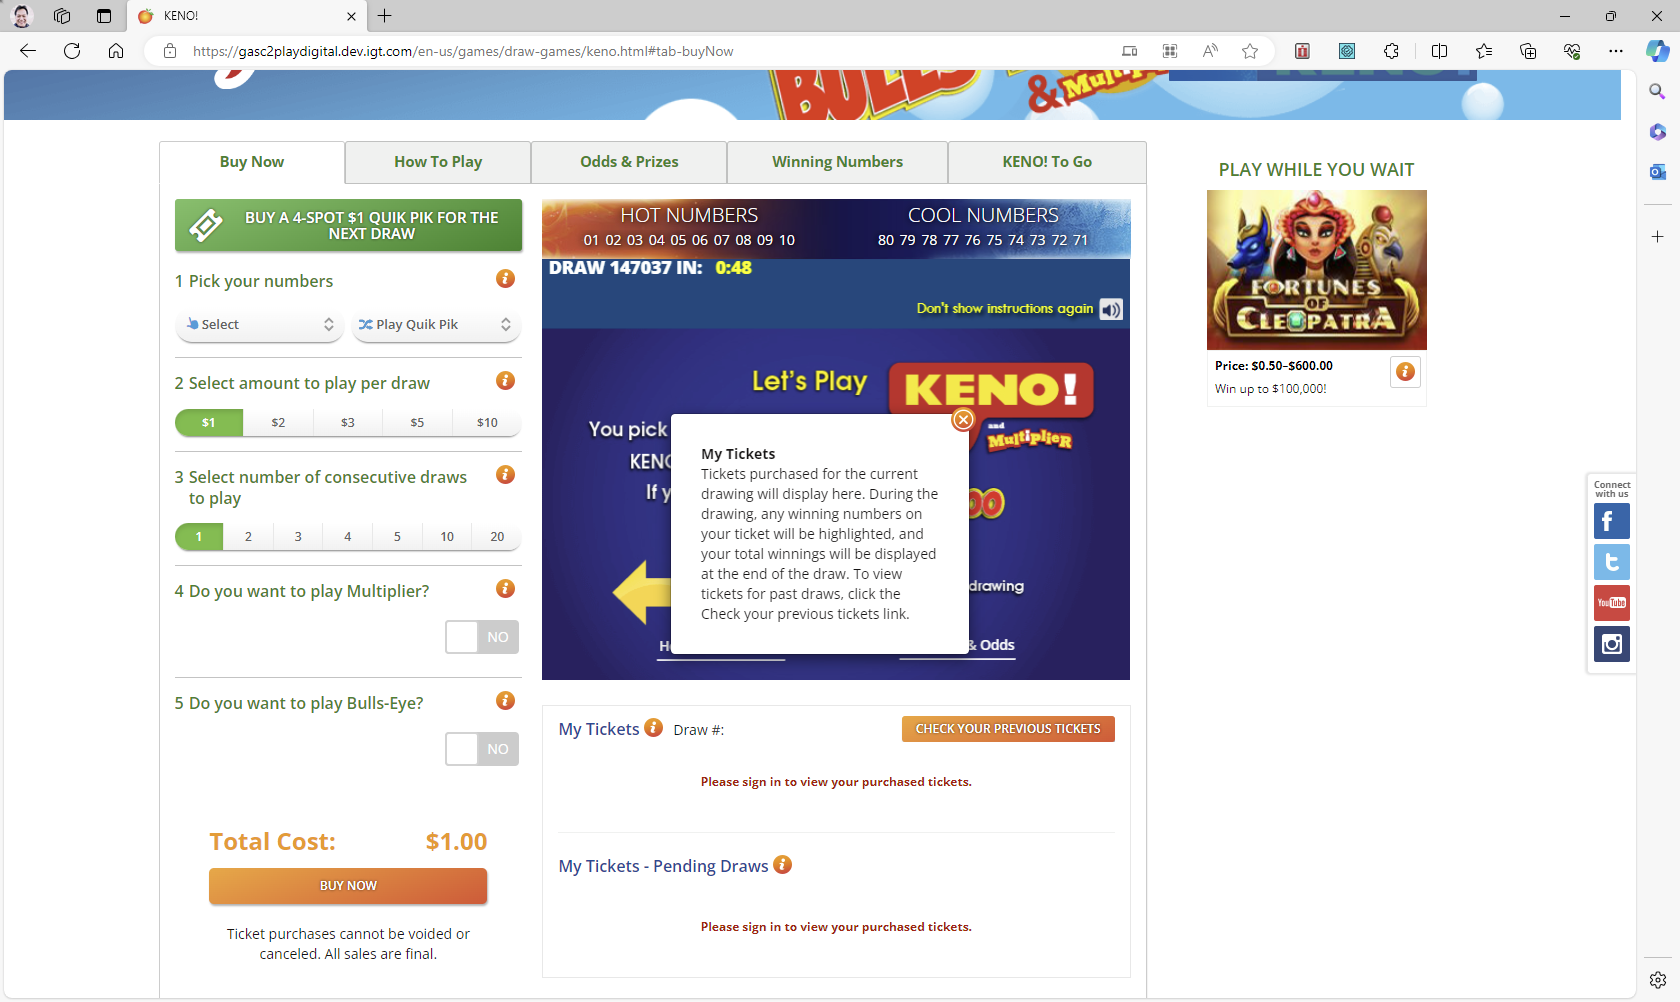 KENO!
https://gasc2playdigital.dev.igt.com/en-us/games/draw-games/keno.html#tab-buyNow
BULLS
& Multiplier
KENO!
Buy Now
How To Play
Odds & Prizes
Winning Numbers
KENO! To Go
BUY A 4-SPOT $1 QUIK PIK FOR THE
NEXT DRAW
1 Pick your numbers
Select
Play Quik Pik
2 Select amount to play per draw
$1 $2 $3 $5 $10
3 Select number of consecutive draws
to play
1 2 3 4 5 10 20
4 Do you want to play Multiplier?
NO
5 Do you want to play Bulls-Eye?
NO
Total Cost: $1.00
BUY NOW
Ticket purchases cannot be voided or
canceled. All sales are final.
HOT NUMBERS
01 02 03 04 05 06 07 08 09 10
COOL NUMBERS
80 79 78 77 76 75 74 73 72 71
DRAW 147037 IN: 0:48
Don't show instructions again
Let's Play
KENO!
and
Multiplier
You pick
KENO
If y
drawing
& Odds
My Tickets
Tickets purchased for the current
drawing will display here. During the
drawing, any winning numbers on
your ticket will be highlighted, and
your total winnings will be displayed
at the end of the draw. To view
tickets for past draws, click the
Check your previous tickets link.
My Tickets
Draw #:
CHECK YOUR PREVIOUS TICKETS
Please sign in to view your purchased tickets.
My Tickets - Pending Draws
Please sign in to view your purchased tickets.
PLAY WHILE YOU WAIT
FORTUNES
OF
CLEOPATRA
Price: $0.50–$600.00
Win up to $100,000!
Connect
with us
YouTube